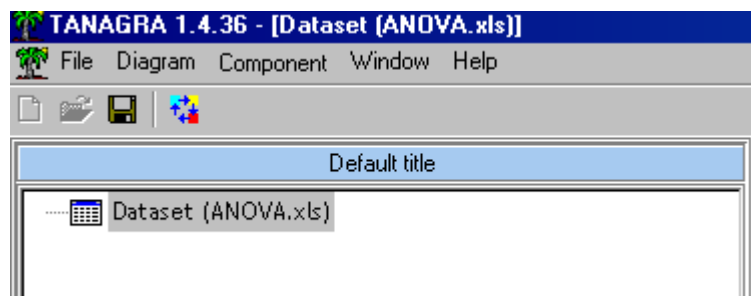 TANAGRA 1.4.36 - [Dataset (ANOVA.xls)]
File Diagram Component Window Help
Default title
Dataset (ANOVA.xls)